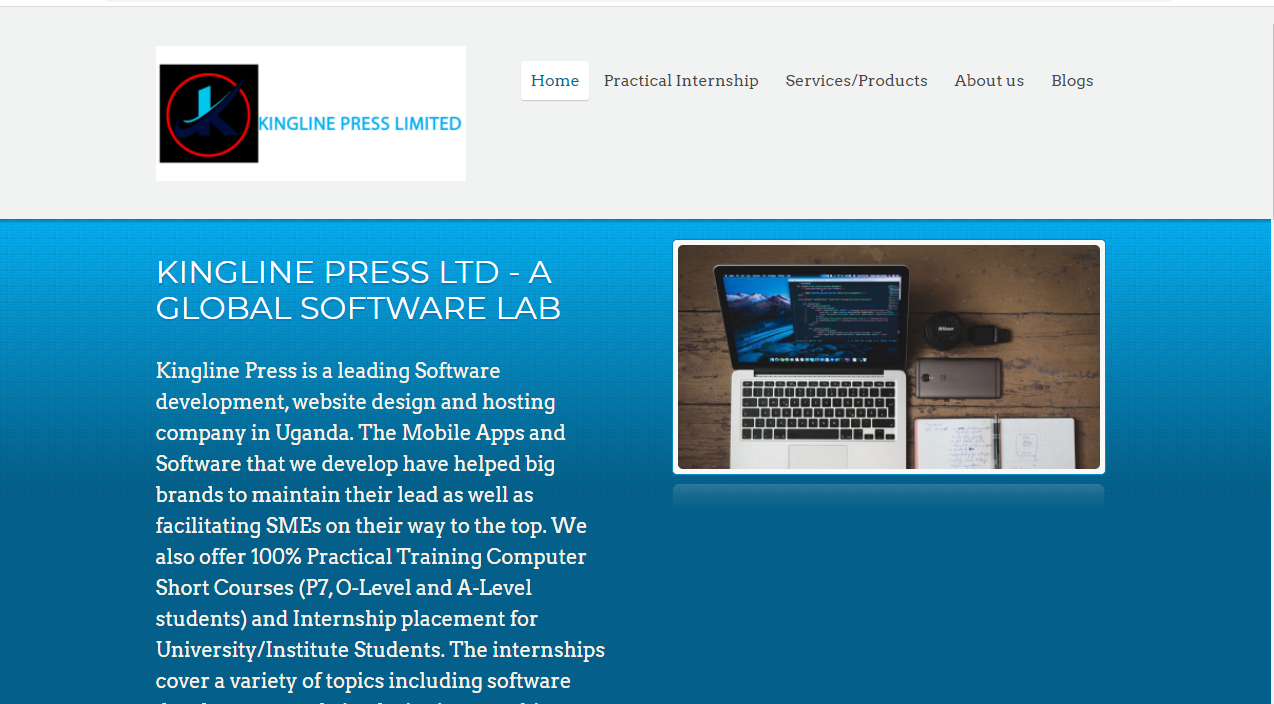 KINGLINE PRESS LIMITED
Home Practical Internship Services/Products About us Blogs
KINGLINE PRESS LTD - A
GLOBAL SOFTWARE LAB
Kingline Press is a leading Software
development, website design and hosting
company in Uganda. The Mobile Apps and
Software that we develop have helped big
brands to maintain their lead as well as
facilitating SMEs on their way to the top. We
also offer 100% Practical Training Computer
Short Courses (P7, O-Level and A-Level
students) and Internship placement for
University/Institute Students. The internships
cover a variety of topics including software
Nikon